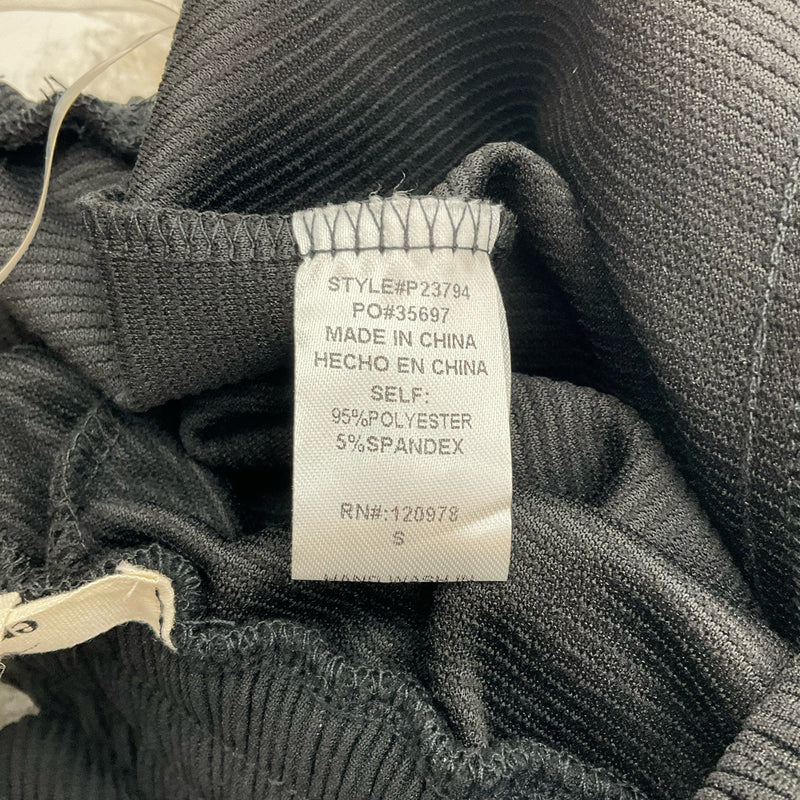 STYLE#P23794
PO#35697
MADE IN CHINA
HECHO EN CHINA
SELF:
95%POLYESTER
5%SPANDEX
RN#:120978
S